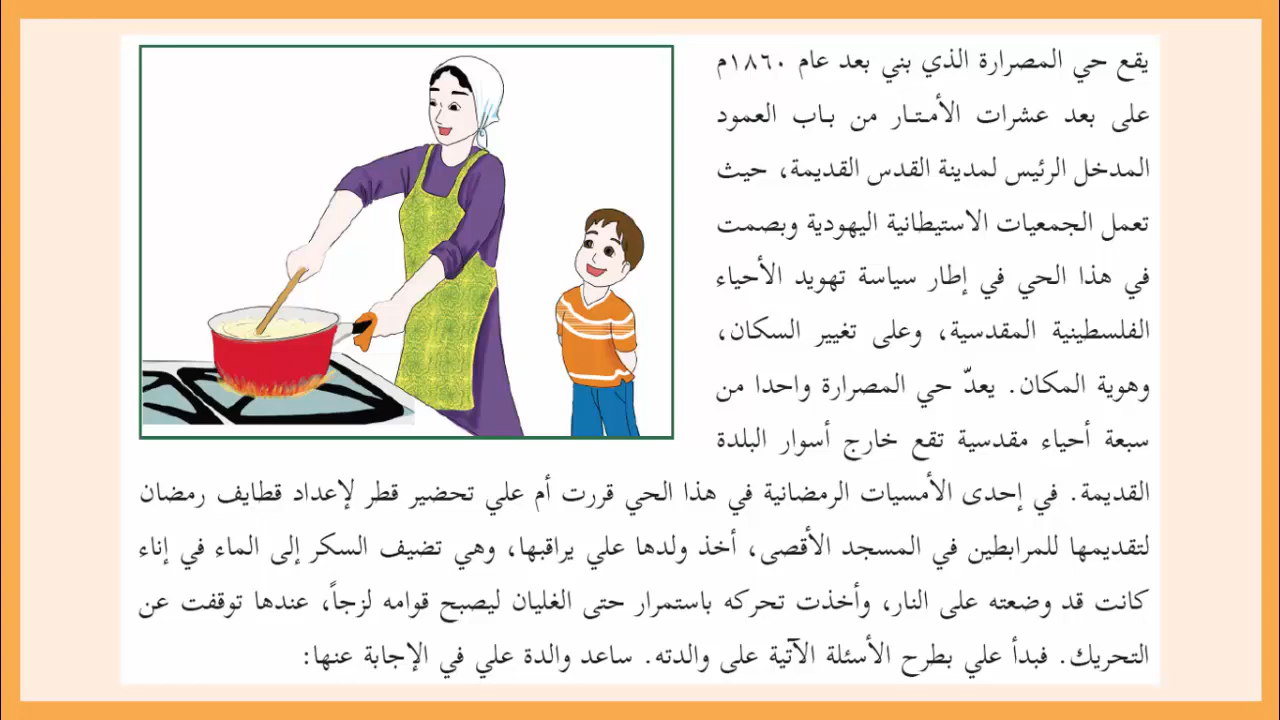 يقع حي المصرارة الذي بني بعد عام ١٨٦٠م
على بعد عشرات الأمتار من باب العمود
المدخل الرئيس لمدينة القدس القديمة، حيث
تعمل الجمعيات الاستيطانية اليهودية وبصمت
في هذا الحي في إطار سياسة تهويد الأحياء
الفلسطينية المقدسية، وعلى تغيير السكان،
وهوية المكان. يعدّ حي المصرارة واحدا من
سبعة أحياء مقدسية تقع خارج أسوار البلدة
القديمة. في إحدى الأمسيات الرمضانية في هذا الحي قررت أم علي تحضير قطر لإعداد قطايف رمضان
لتقديمها للمرابطين في المسجد الأقصى، أخذ ولدها علي يراقبها، وهي تضيف السكر إلى الماء في إناء
كانت قد وضعته على النار، وأخذت تحركه باستمرار حتى الغليان ليصبح قوامه لزجاً، عندها توقفت عن
التحريك. فبدأ علي بطرح الأسئلة الآتية على والدته. ساعد والدة علي في الإجابة عنها: